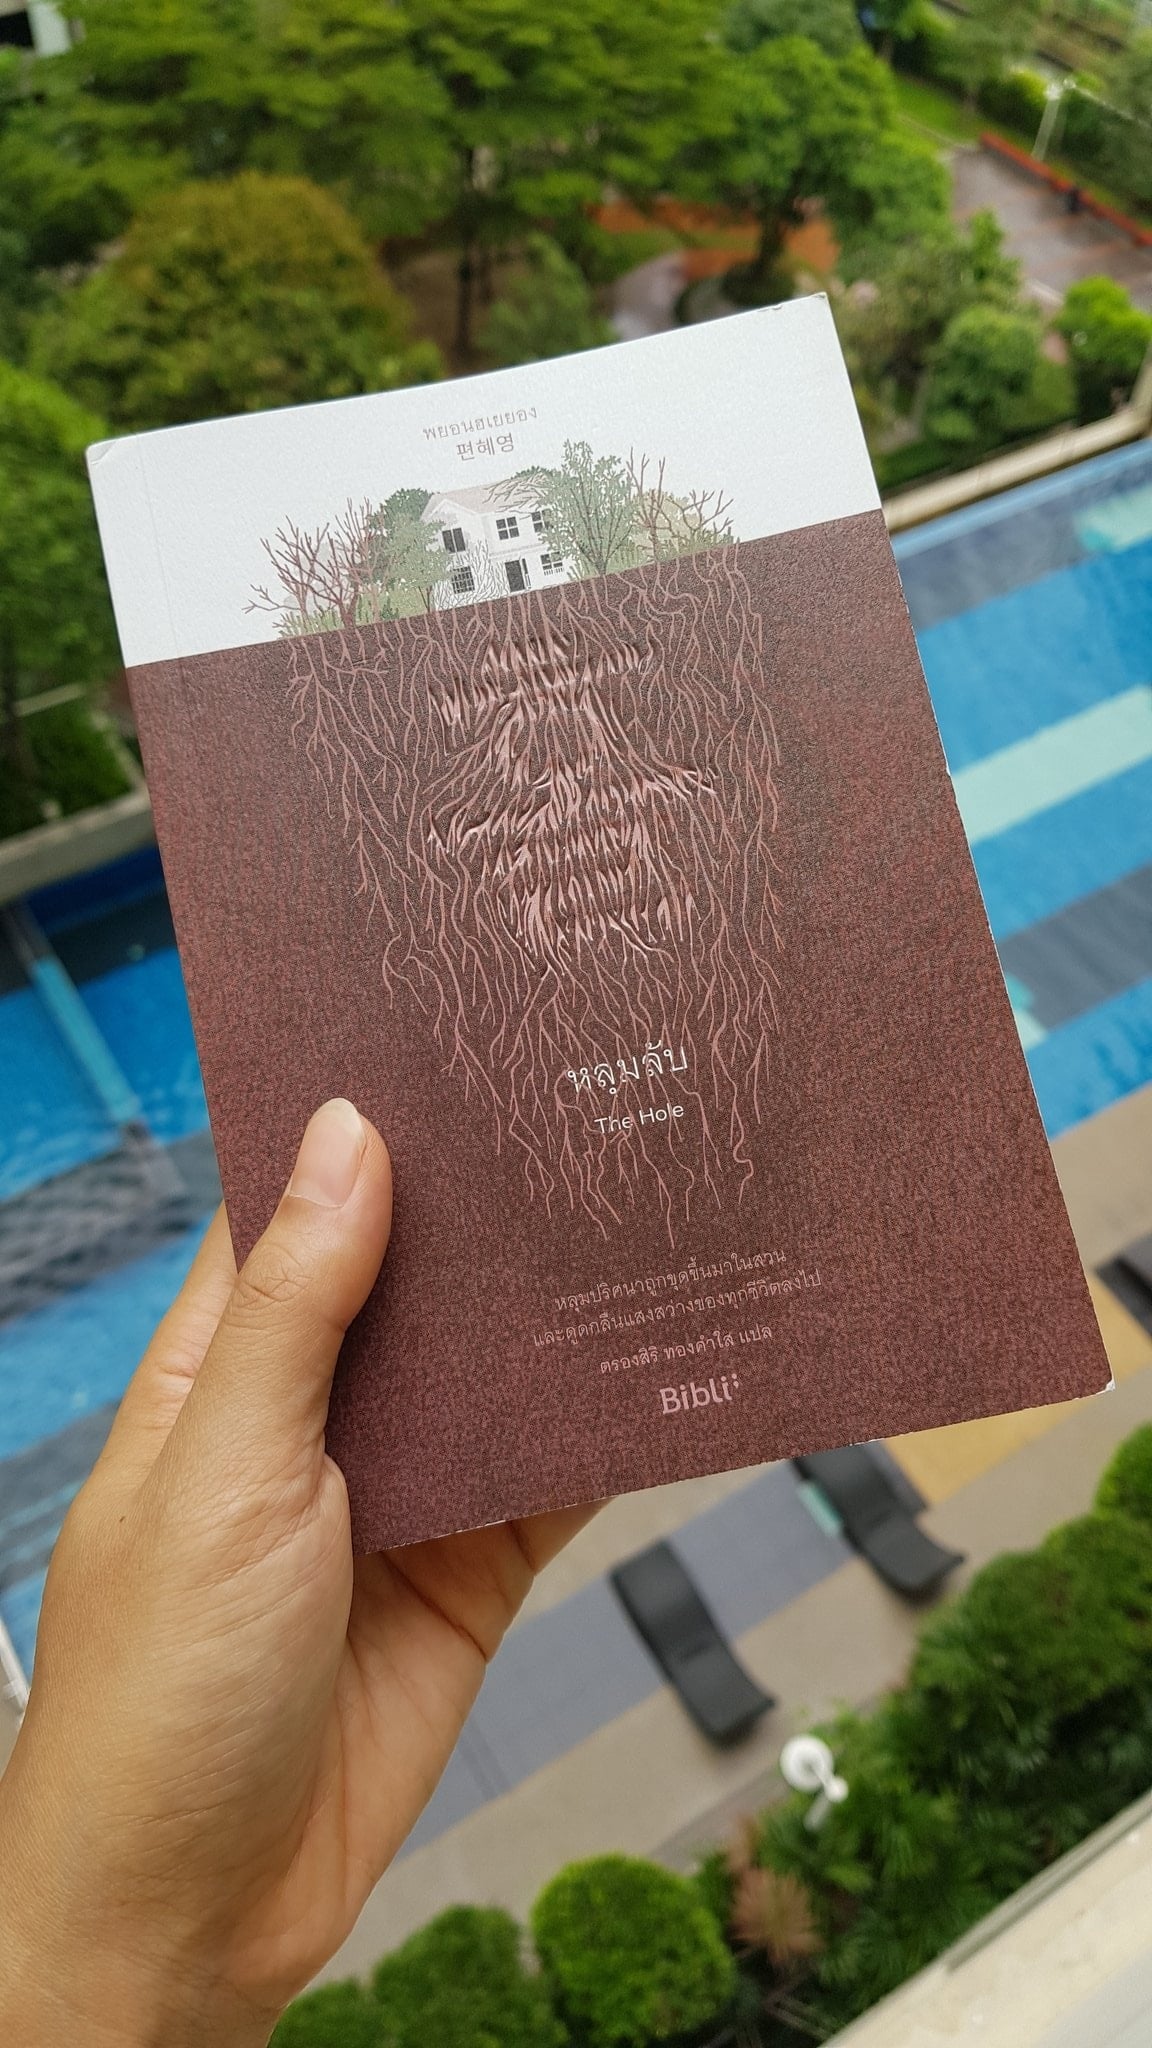 พยอนฮเยยอง
편혜영
หลุมลับ
The Hole
หลุมปริศนาถูกขุดขึ้นมาในสวน
และดูดกลืนแสงสว่างของทุกชีวิตลงไป
ตรองสิริ ทองคำใส แปล
Bibli;